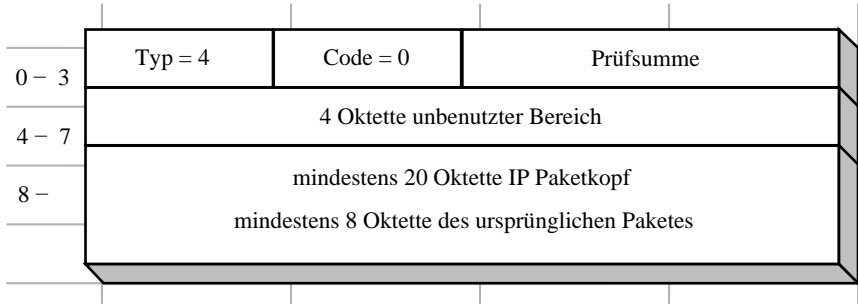 Typ = 4 Code = 0 Prüfsumme
0 – 3
4 Oktette unbenutzter Bereich
4 – 7
mindestens 20 Oktette IP Paketkopf
8 –
mindestens 8 Oktette des ursprünglichen Paketes